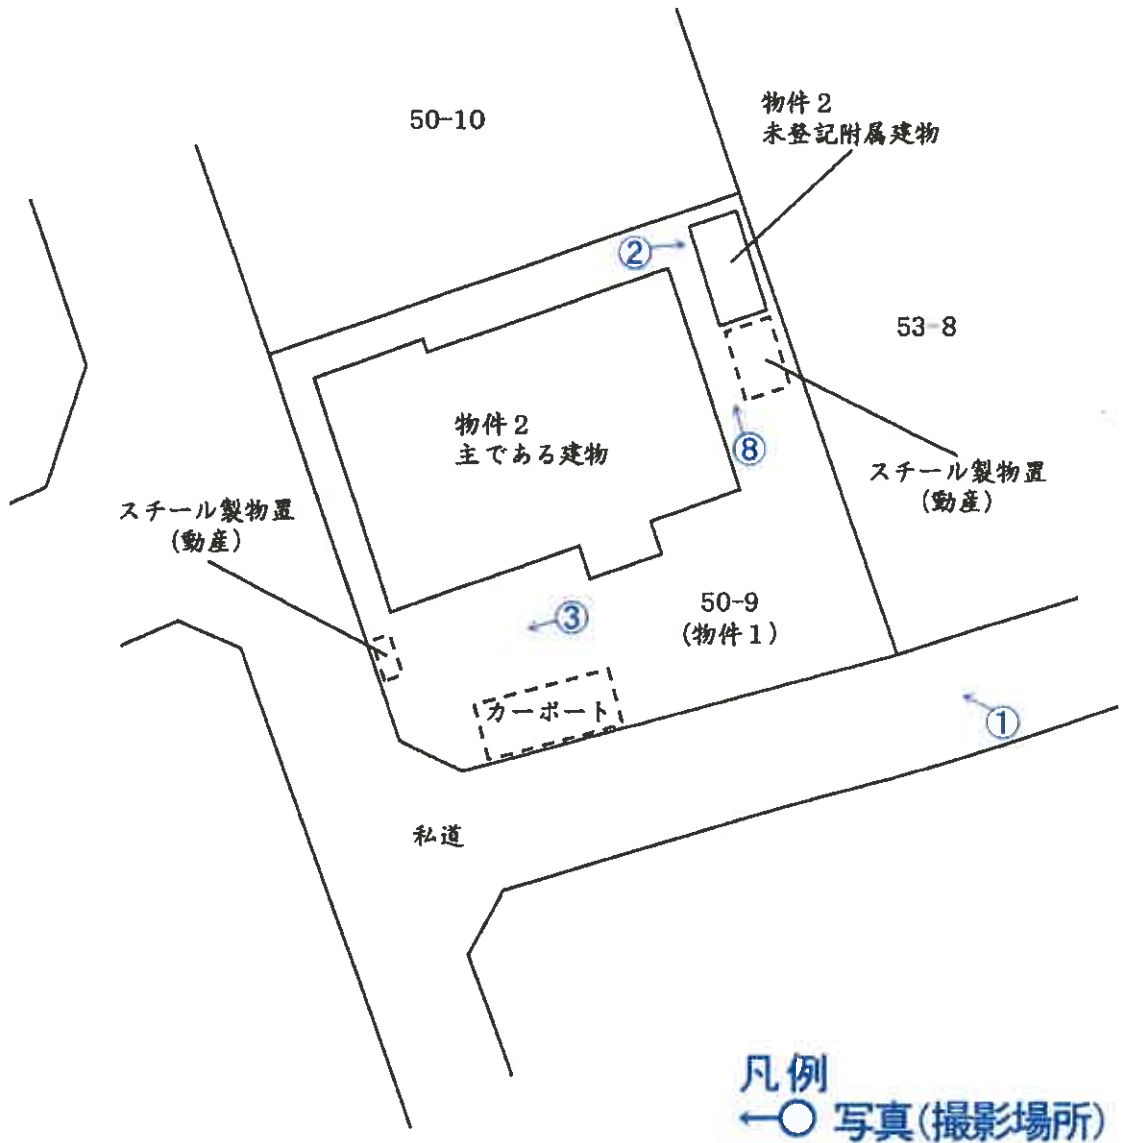 50-10
物件2
未登記附属建物
②
53-8
物件2
主である建物
⑧
スチール製物置
(動産)
スチール製物置
(動産)
③
50-9
(物件1)
カーポート
①
私道
凡例
写真(撮影場所)